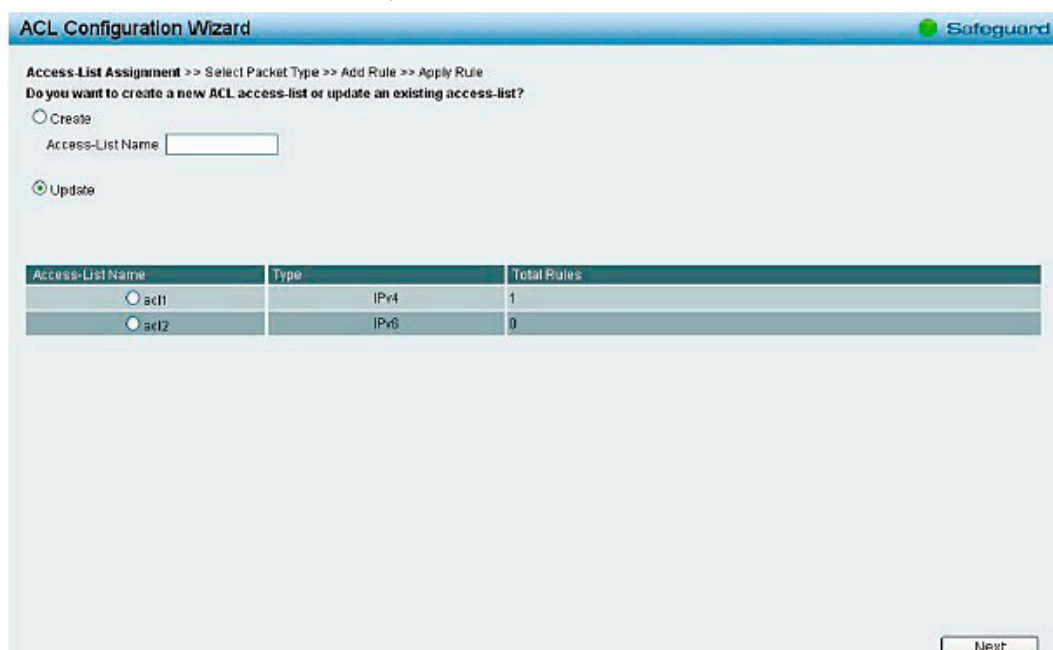 ACL Configuration Wizard
Safeguard
Access-List Assignment >> Select Packet Type >> Add Rule >> Apply Rule
Do you want to create a new ACL access-list or update an existing access-list?
Create
Access-List Name
Update
Access-List Name Type Total Rules
acl1 IPv4 1
acl2 IPv6 0
Next